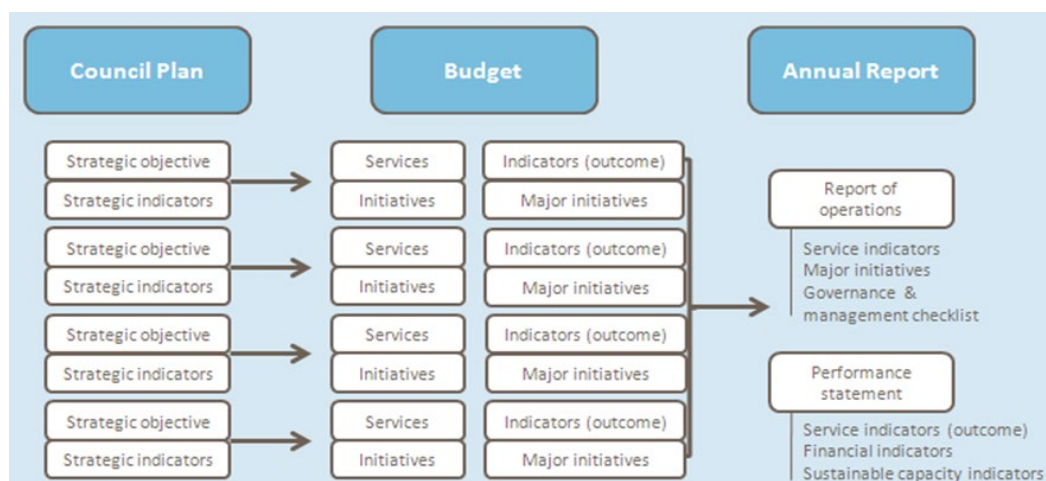 Council Plan
Budget
Annual Report
Strategic objective
Strategic indicators
Services
Initiatives
Indicators (outcome)
Major initiatives
Strategic objective
Strategic indicators
Services
Initiatives
Indicators (outcome)
Major initiatives
Strategic objective
Strategic indicators
Services
Initiatives
Indicators (outcome)
Major initiatives
Strategic objective
Strategic indicators
Services
Initiatives
Indicators (outcome)
Major initiatives
Report of
operations
Service indicators
Major initiatives
Governance &
management checklist
Performance
statement
Service indicators (outcome)
Financial indicators
Sustainable capacity indicators